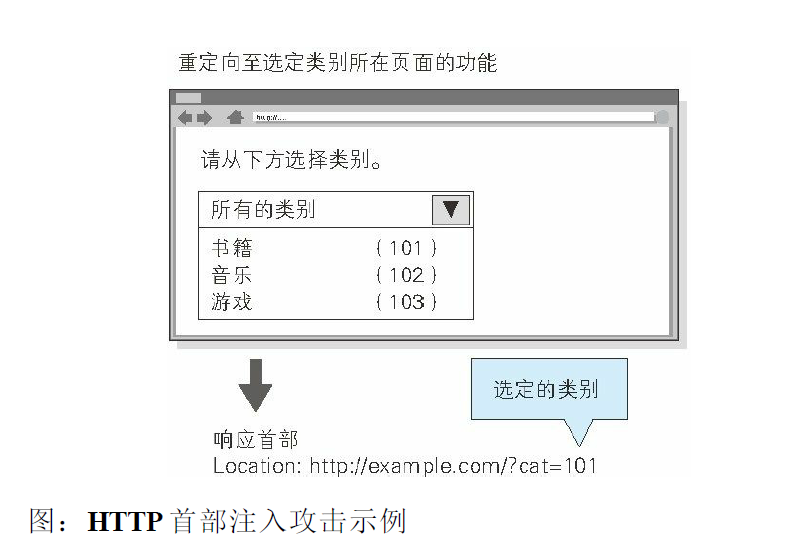 重定向至选定类别所在页面的功能
http://....
请从下方选择类别。
所有的类别 ▼
书籍 (101)
音乐 (102)
游戏 (103)
选定的类别
响应首部
Location: http://example.com/?cat=101
图：HTTP 首部注入攻击示例